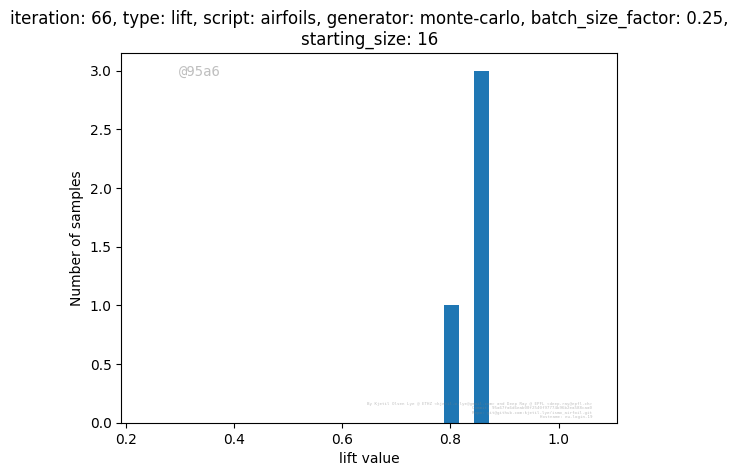 iteration: 66, type: lift, script: airfoils, generator: monte-carlo, batch_size_factor: 0.25,
starting_size: 16
@95a6
3.0
2.5
2.0
1.5
1.0
0.5
0.0
Number of samples
0.2 0.4 0.6 0.8 1.0
lift value